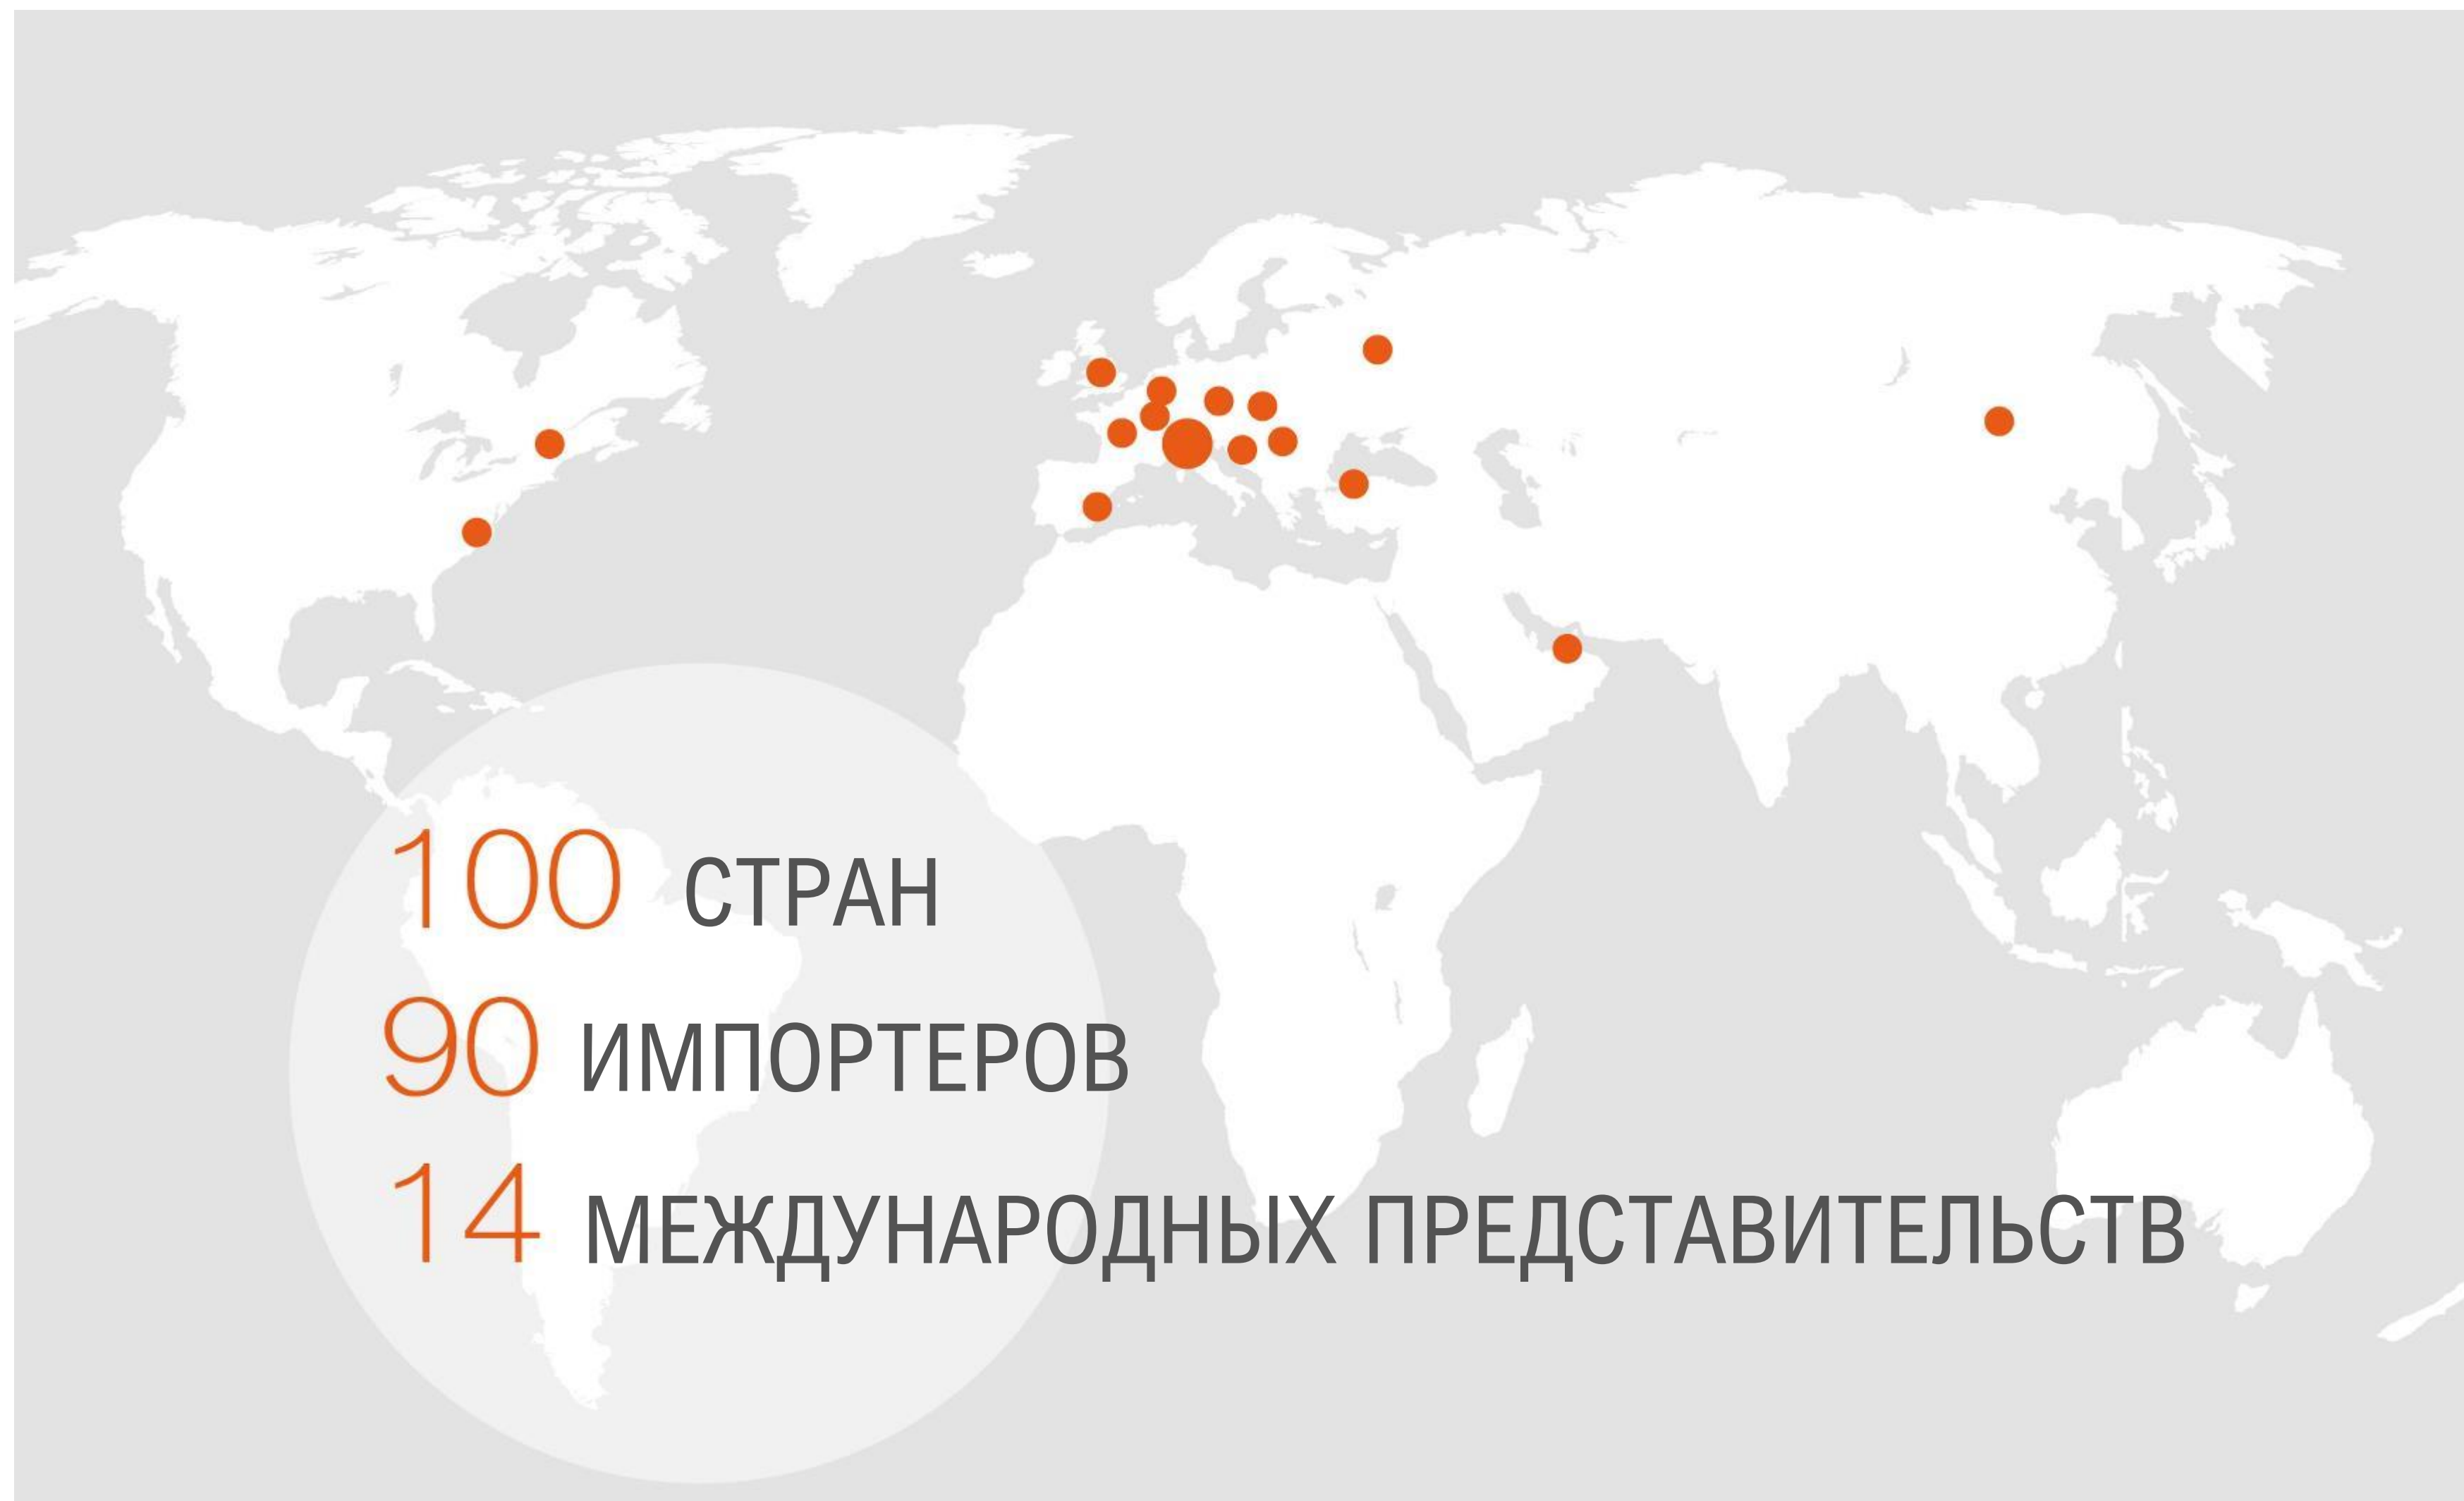 100 СТРАН
90 ИМПОРТЕРОВ
14 МЕЖДУНАРОДНЫХ ПРЕДСТАВИТЕЛЬСТВ